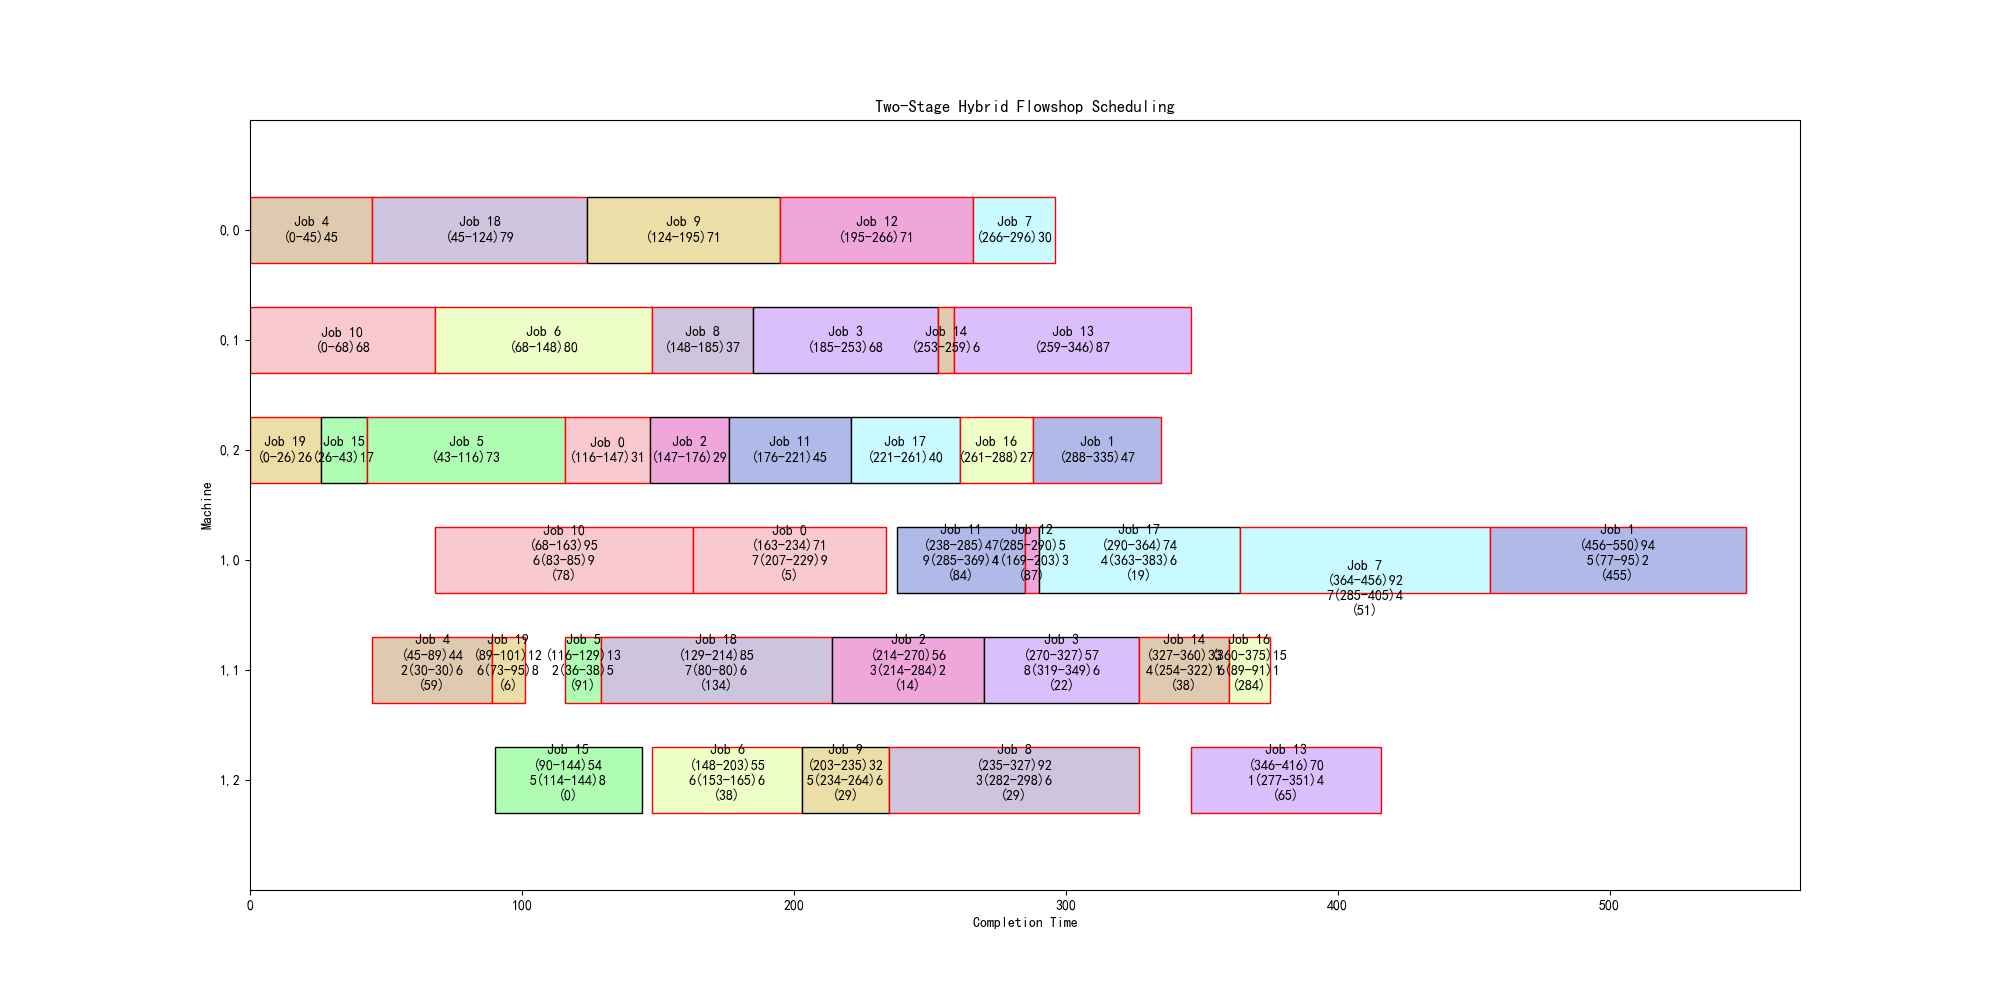 Two-Stage Hybrid Flowshop Scheduling
Machine
0,0
Job 4
(0-45)45
Job 18
(45-124)79
Job 9
(124-195)71
Job 12
(195-266)71
Job 7
(266-296)30
0,1
Job 10
(0-68)68
Job 6
(68-148)80
Job 8
(148-185)37
Job 3
(185-253)68
Job 14
(253-259)6
Job 13
(259-346)87
0,2
Job 19
(0-26)26
Job 15
(26-43)17
Job 5
(43-116)73
Job 0
(116-147)31
Job 2
(147-176)29
Job 11
(176-221)45
Job 17
(221-261)40
Job 16
(261-288)27
Job 1
(288-335)47
1,0
Job 10
(68-163)95
6(83-85)9
(78)
Job 0
(163-234)71
7(207-229)9
(5)
Job 11
(238-285)47
9(285-369)4
(84)
Job 12
(285-290)5
(169-203)3
(87)
Job 17
(290-364)74
4(363-383)6
(19)
Job 7
(364-456)92
7(285-405)4
(51)
Job 1
(456-550)94
5(77-95)2
(455)
1,1
Job 4
(45-89)44
2(30-30)6
(59)
Job 19
(89-101)12
6(73-95)8
(6)
Job 5
(116-129)13
2(36-38)5
(91)
Job 18
(129-214)85
7(80-80)6
(134)
Job 2
(214-270)56
3(214-284)2
(14)
Job 3
(270-327)57
8(319-349)6
(22)
Job 14
(327-360)33
4(254-322)
(38)
Job 16
(360-375)15
6(89-91)1
(284)
1,2
Job 15
(90-144)54
5(114-144)8
(0)
Job 6
(148-203)55
6(153-165)6
(38)
Job 9
(203-235)32
5(234-264)6
(29)
Job 8
(235-327)92
3(282-298)6
(29)
Job 13
(346-416)70
1(277-351)4
(65)
0
100
200
300
400
500
Completion Time